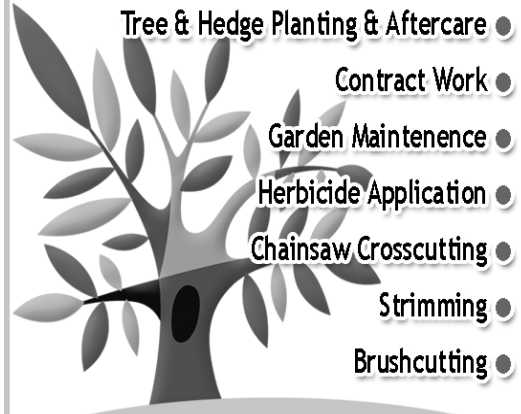 Tree & Hedge Planting & Aftercare
Contract Work
Garden Maintenence
Herbicide Application
Chainsaw Crosscutting
Strimming
Brushcutting